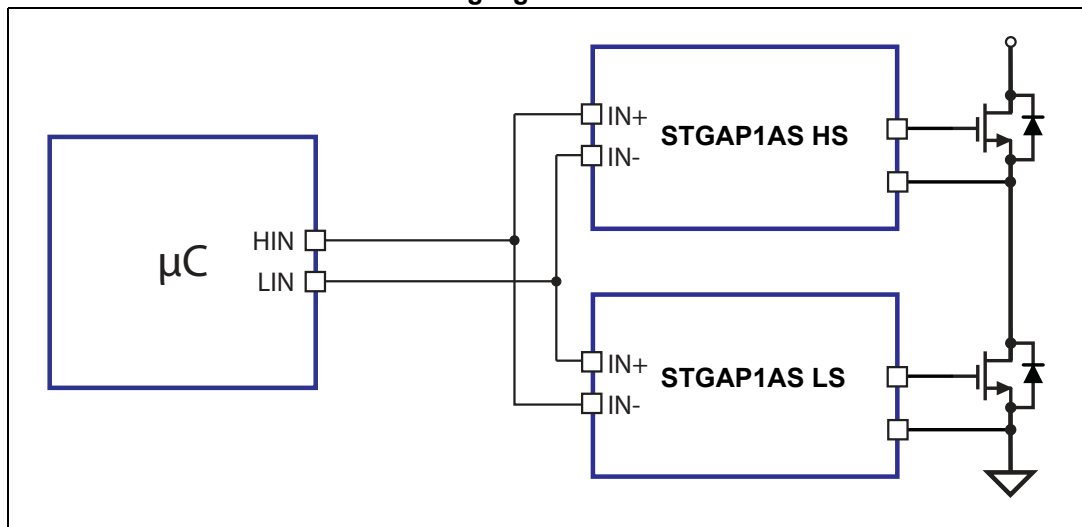 µC
HIN
LIN
IN+
IN-
STGAP1AS HS
IN+
IN-
STGAP1AS LS